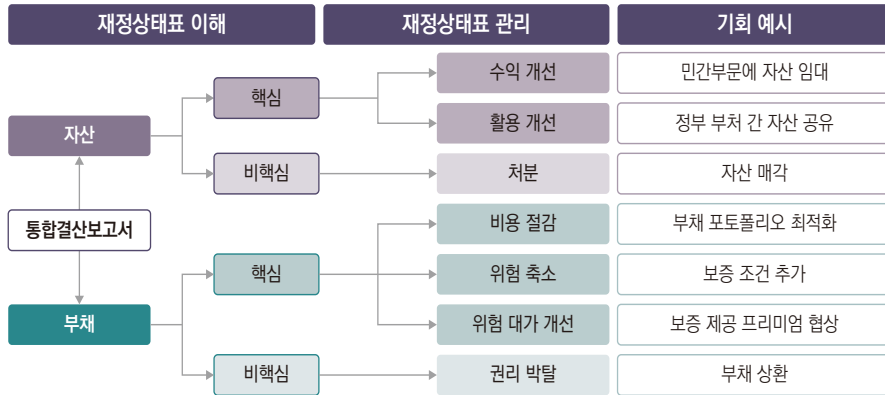 재정상태표 이해
재정상태표 관리
기회 예시
수익 개선
민간부문에 자산 임대
핵심
활용 개선
정부 부처 간 자산 공유
자산
비핵심
처분
자산 매각
통합결산보고서
비용 절감
부채 포토폴리오 최적화
핵심
위험 축소
보증 조건 추가
부채
위험 대가 개선
보증 제공 프리미엄 협상
비핵심
권리 박탈
부채 상환